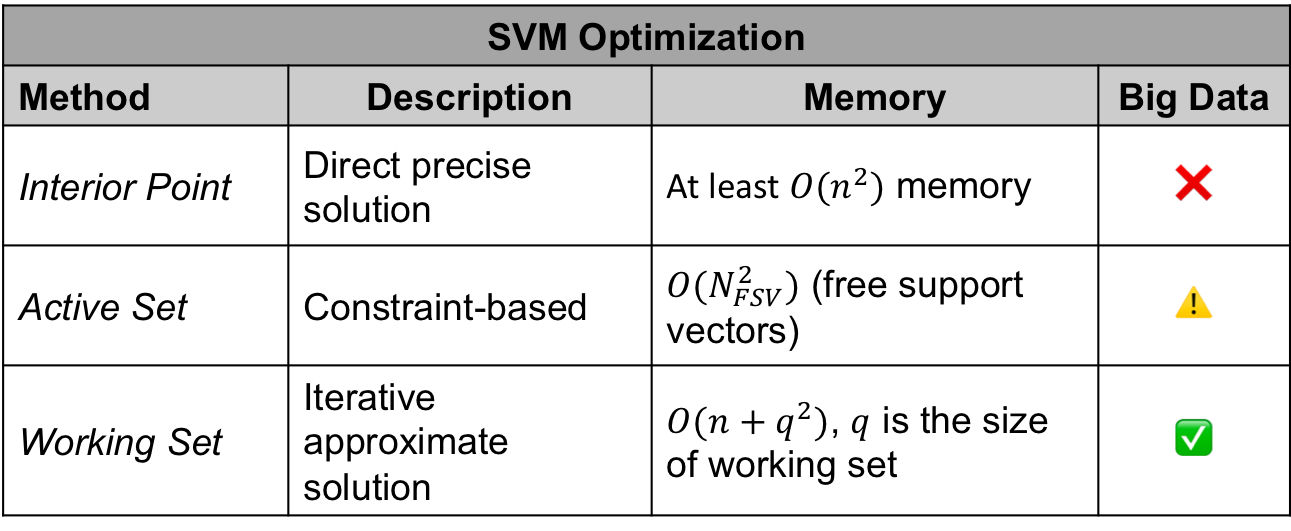 SVM Optimization
Method
Description
Memory
Big Data
Interior Point
Direct precise
solution
At least 𝑂(𝑛²) memory
❌
Active Set
Constraint-based
𝑂(𝑁²_FSV) (free support
vectors)
⚠️
Working Set
Iterative
approximate
solution
𝑂(𝑛 + 𝑞²), 𝑞 is the size
of working set
✅